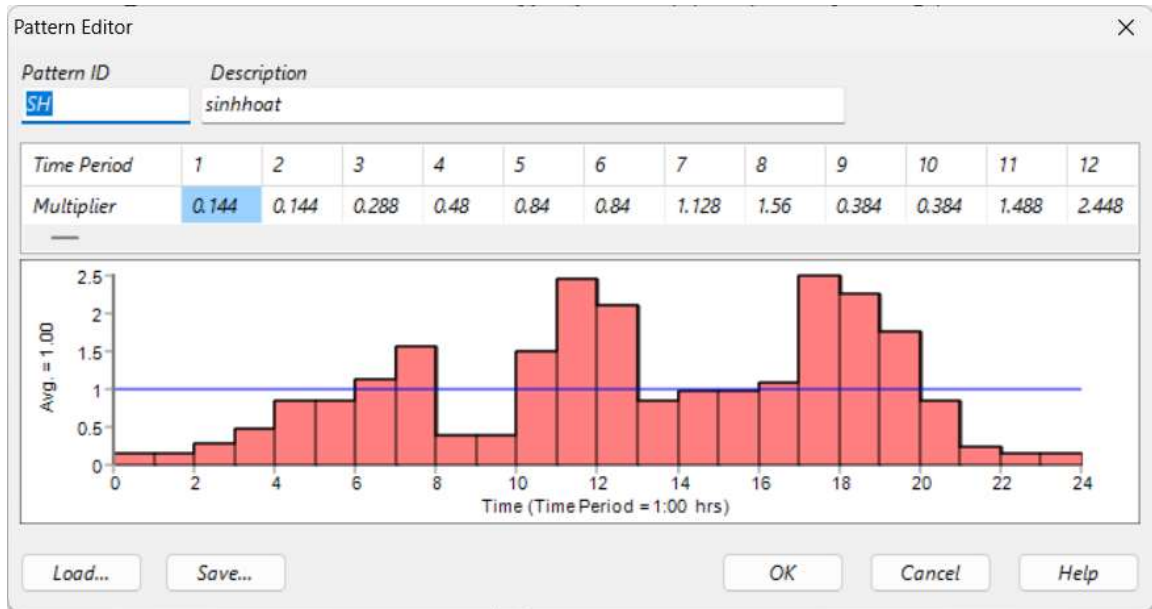 Pattern Editor
Pattern ID Description
SH sinhhoat
Time Period 1 2 3 4 5 6 7 8 9 10 11 12
Multiplier 0.144 0.144 0.288 0.48 0.84 0.84 1.128 1.56 0.384 0.384 1.488 2.448
2.5
2
1.5
1
0.5
0
Avg. = 1.00
0 2 4 6 8 10 12 14 16 18 20 22 24
Time (Time Period = 1:00 hrs)
Load... Save... OK Cancel Help